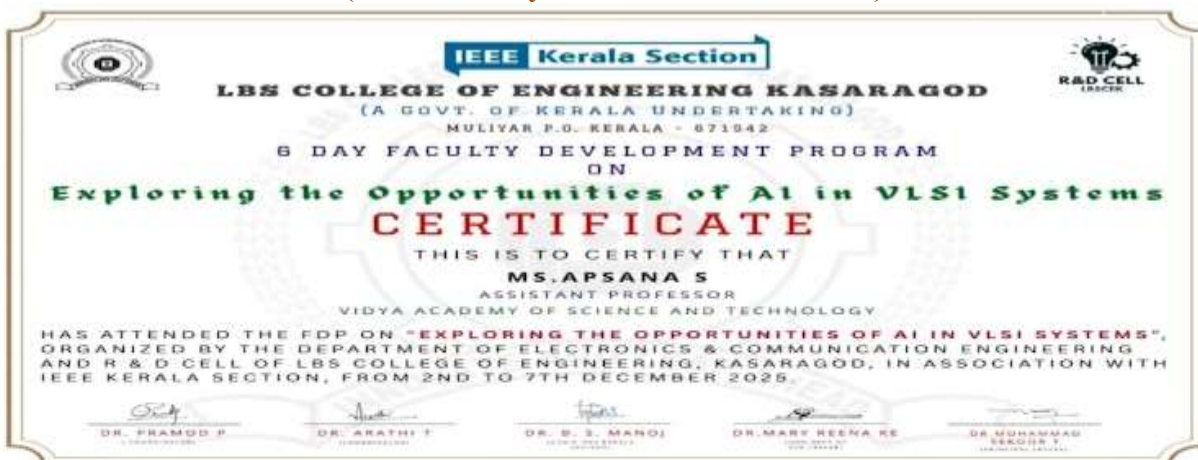 IEEE Kerala Section
R&D CELL
LBSCEK
LBS COLLEGE OF ENGINEERING KASARAGOD
(A GOVT. OF KERALA UNDERTAKING)
MULIYAR P.O. KERALA - 671542
6 DAY FACULTY DEVELOPMENT PROGRAM
ON
Exploring the Opportunities of AI in VLSI Systems
CERTIFICATE
THIS IS TO CERTIFY THAT
MS.APSANA S
ASSISTANT PROFESSOR
VIDYA ACADEMY OF SCIENCE AND TECHNOLOGY
HAS ATTENDED THE FDP ON "EXPLORING THE OPPORTUNITIES OF AI IN VLSI SYSTEMS",
ORGANIZED BY THE DEPARTMENT OF ELECTRONICS & COMMUNICATION ENGINEERING
AND R & D CELL OF LBS COLLEGE OF ENGINEERING, KASARAGOD, IN ASSOCIATION WITH
IEEE KERALA SECTION, FROM 2ND TO 7TH DECEMBER 2025.
DR. PRAMOD P
DR. ARATHI T
DR. B. S. MANOJ
DR.MARY REENA KE
DR.MOHAMMAD
SEKOOR T